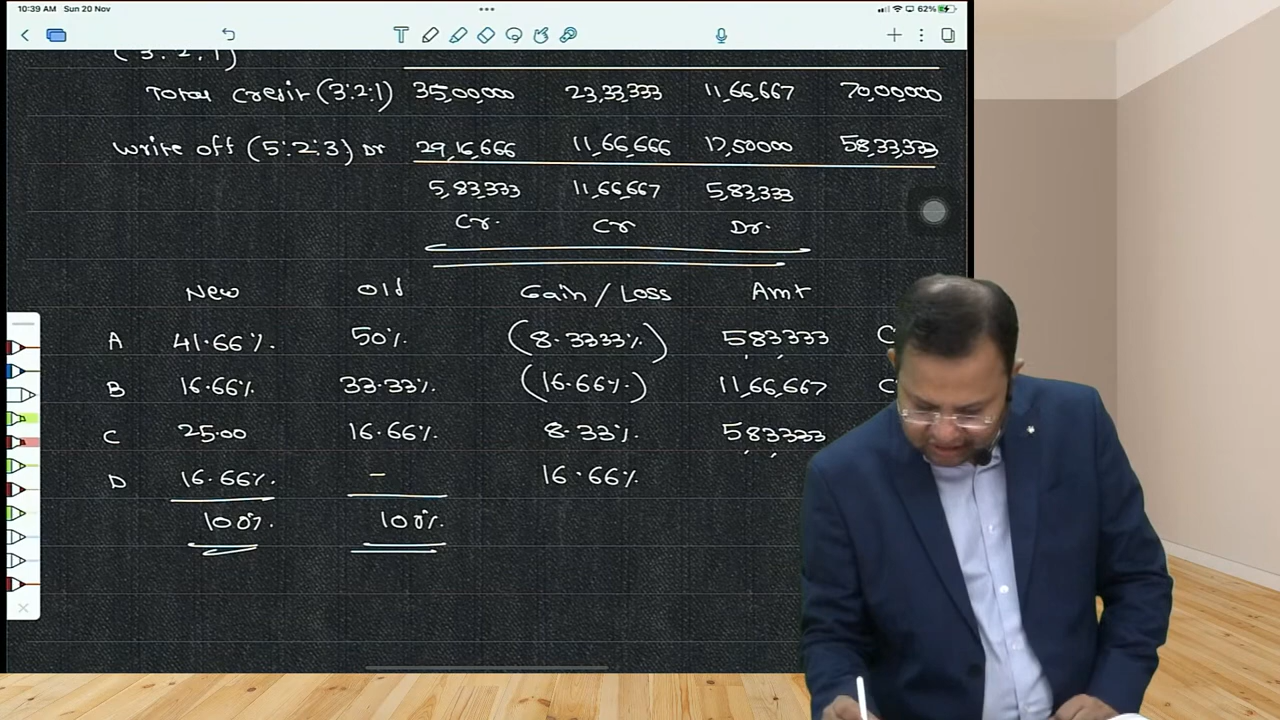 10:39 AM Sun 20 Nov 62%
(3:2:1)
Total Credit (3:2:1) 35,00,000 23,33,333 11,66,667 70,00,000
Write off (5:2:3) Dr 29,16,666 11,66,666 17,50000 58,33,333
5,83,333 11,66,667 5,83,333
Cr. Cr Dr.
New Old Gain/Loss Amt
A 41.66%. 50%. (8.3333%) 583333 C
B 16.66% 33.33%. (16.66%.) 11,66,667 C
C 25.00 16.66%. 8.33%. 583333
D 16.66%. - 16.66%
100%. 100%.